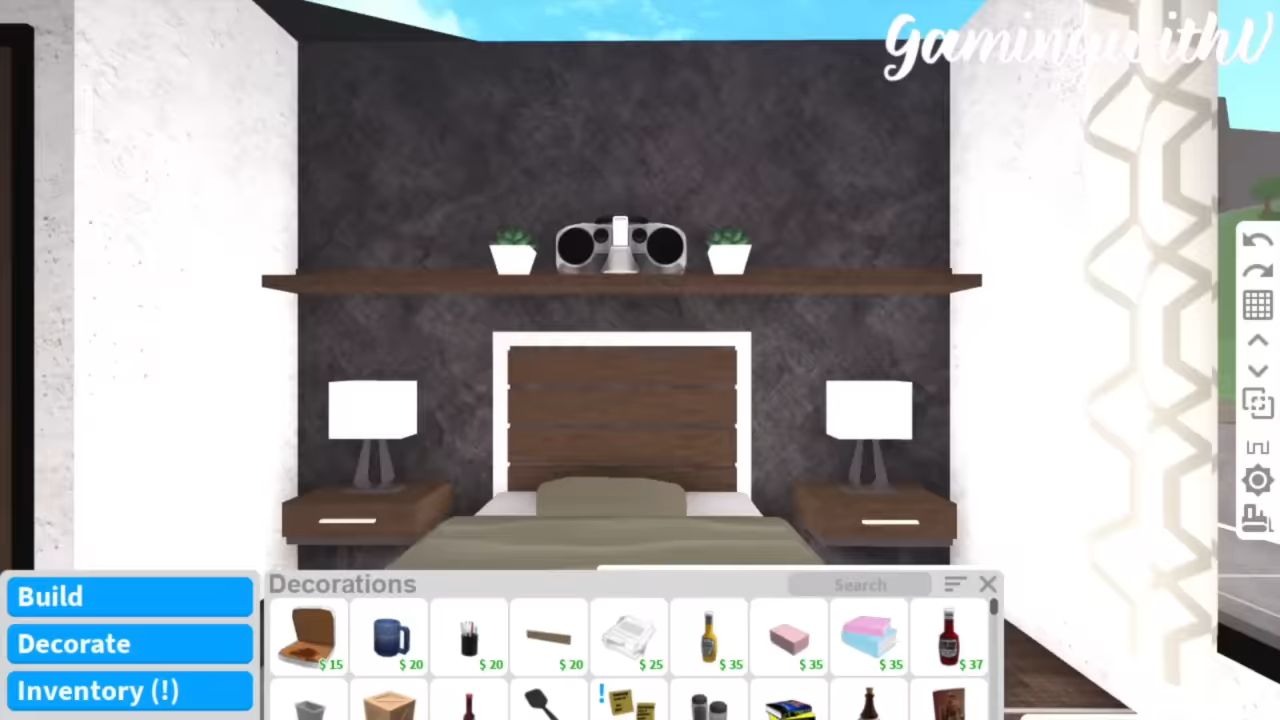 GamingwithV
Build
Decorate
Inventory (!)
Decorations
Search
$ 15
$ 20
$ 20
$ 20
$ 25
$ 35
$ 35
$ 35
$ 37
!